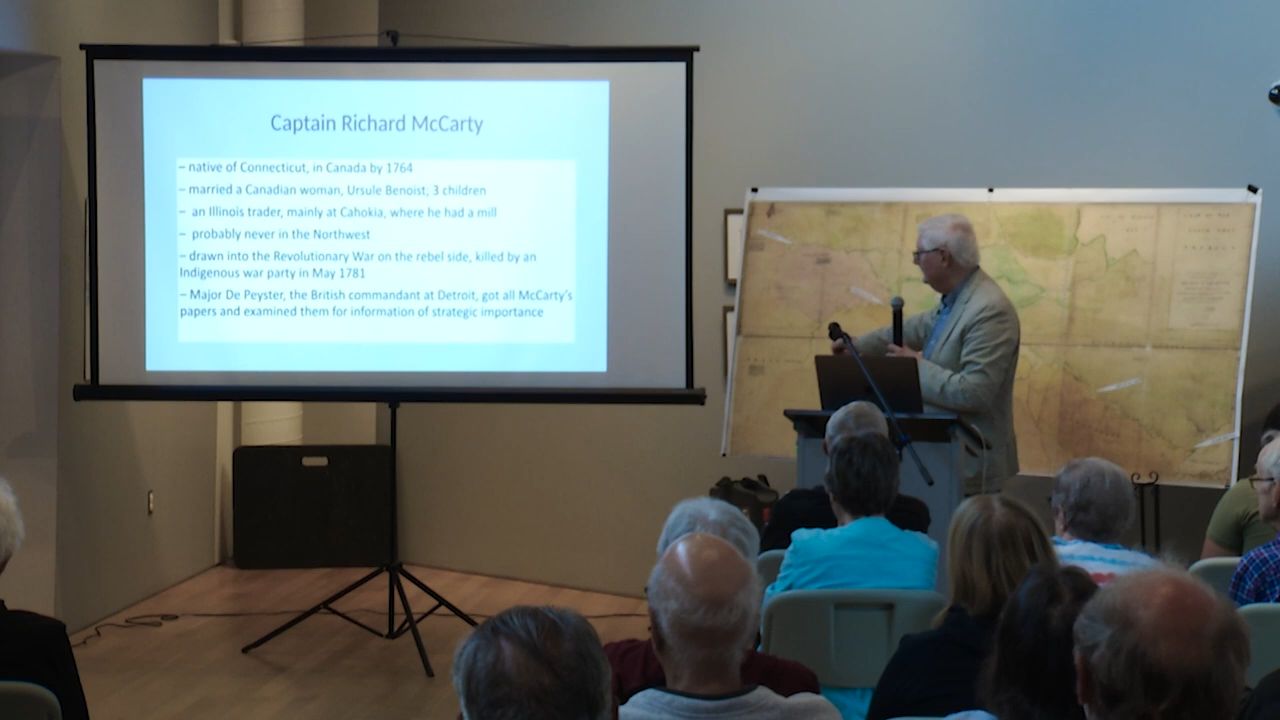 Captain Richard McCarty
– native of Connecticut, in Canada by 1764
– married a Canadian woman, Ursule Benoist; 3 children
– an Illinois trader, mainly at Cahokia, where he had a mill
– probably never in the Northwest
– drawn into the Revolutionary War on the rebel side, killed by an
Indigenous war party in May 1781
– Major De Peyster, the British commandant at Detroit, got all McCarty's
papers and examined them for information of strategic importance